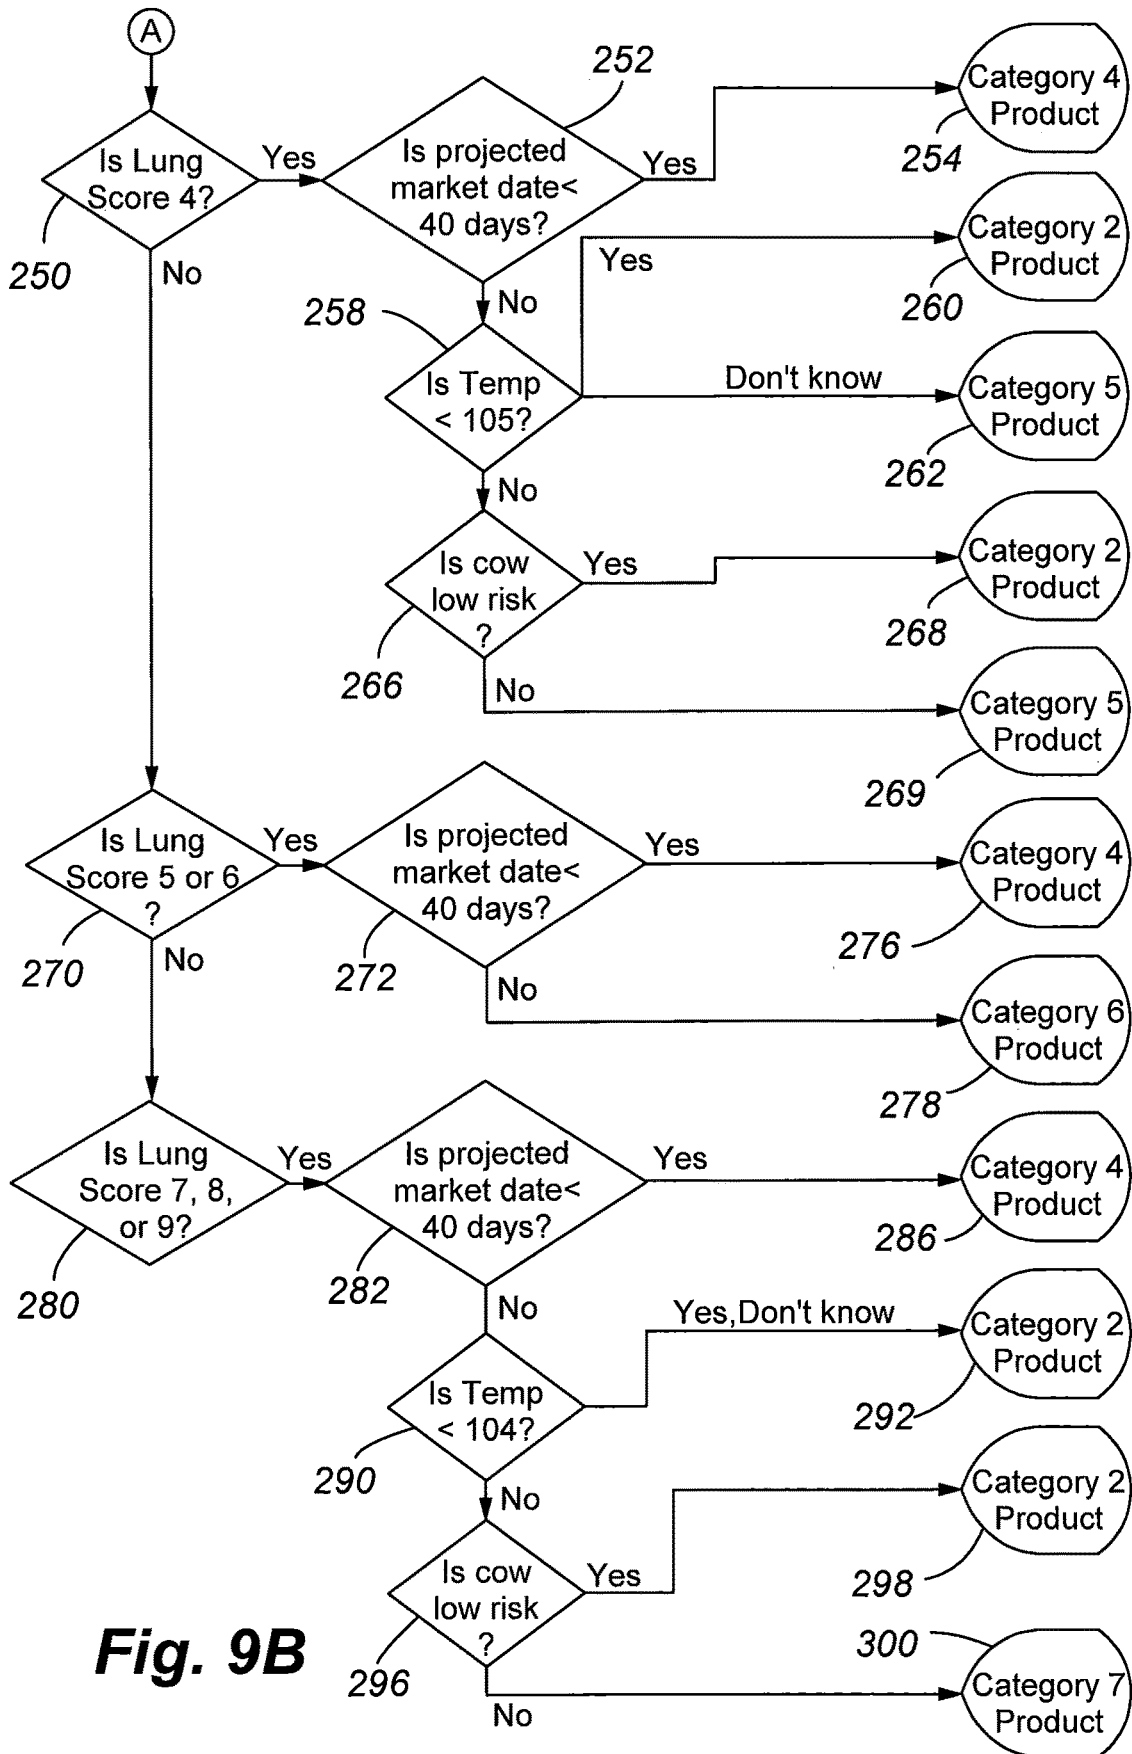 A
252
Category 4
Product
254
Is Lung
Score 4?
Yes
Is projected
market date<
40 days?
Yes
250
No
Category 2
Product
260
Yes
No
258
Is Temp
< 105?
Don't know
Category 5
Product
262
No
Is cow
low risk
?
Yes
Category 2
Product
268
266
No
Category 5
Product
269
Is Lung
Score 5 or 6
?
Yes
Is projected
market date<
40 days?
Yes
Category 4
Product
276
270
No
272
No
Category 6
Product
278
Is Lung
Score 7, 8,
or 9?
Yes
Is projected
market date<
40 days?
Yes
Category 4
Product
286
280
282
No
Yes,Don't know
Category 2
Product
292
Is Temp
< 104?
290
No
Category 2
Product
298
Is cow
low risk
?
Yes
296
No
300
Category 7
Product
Fig. 9B